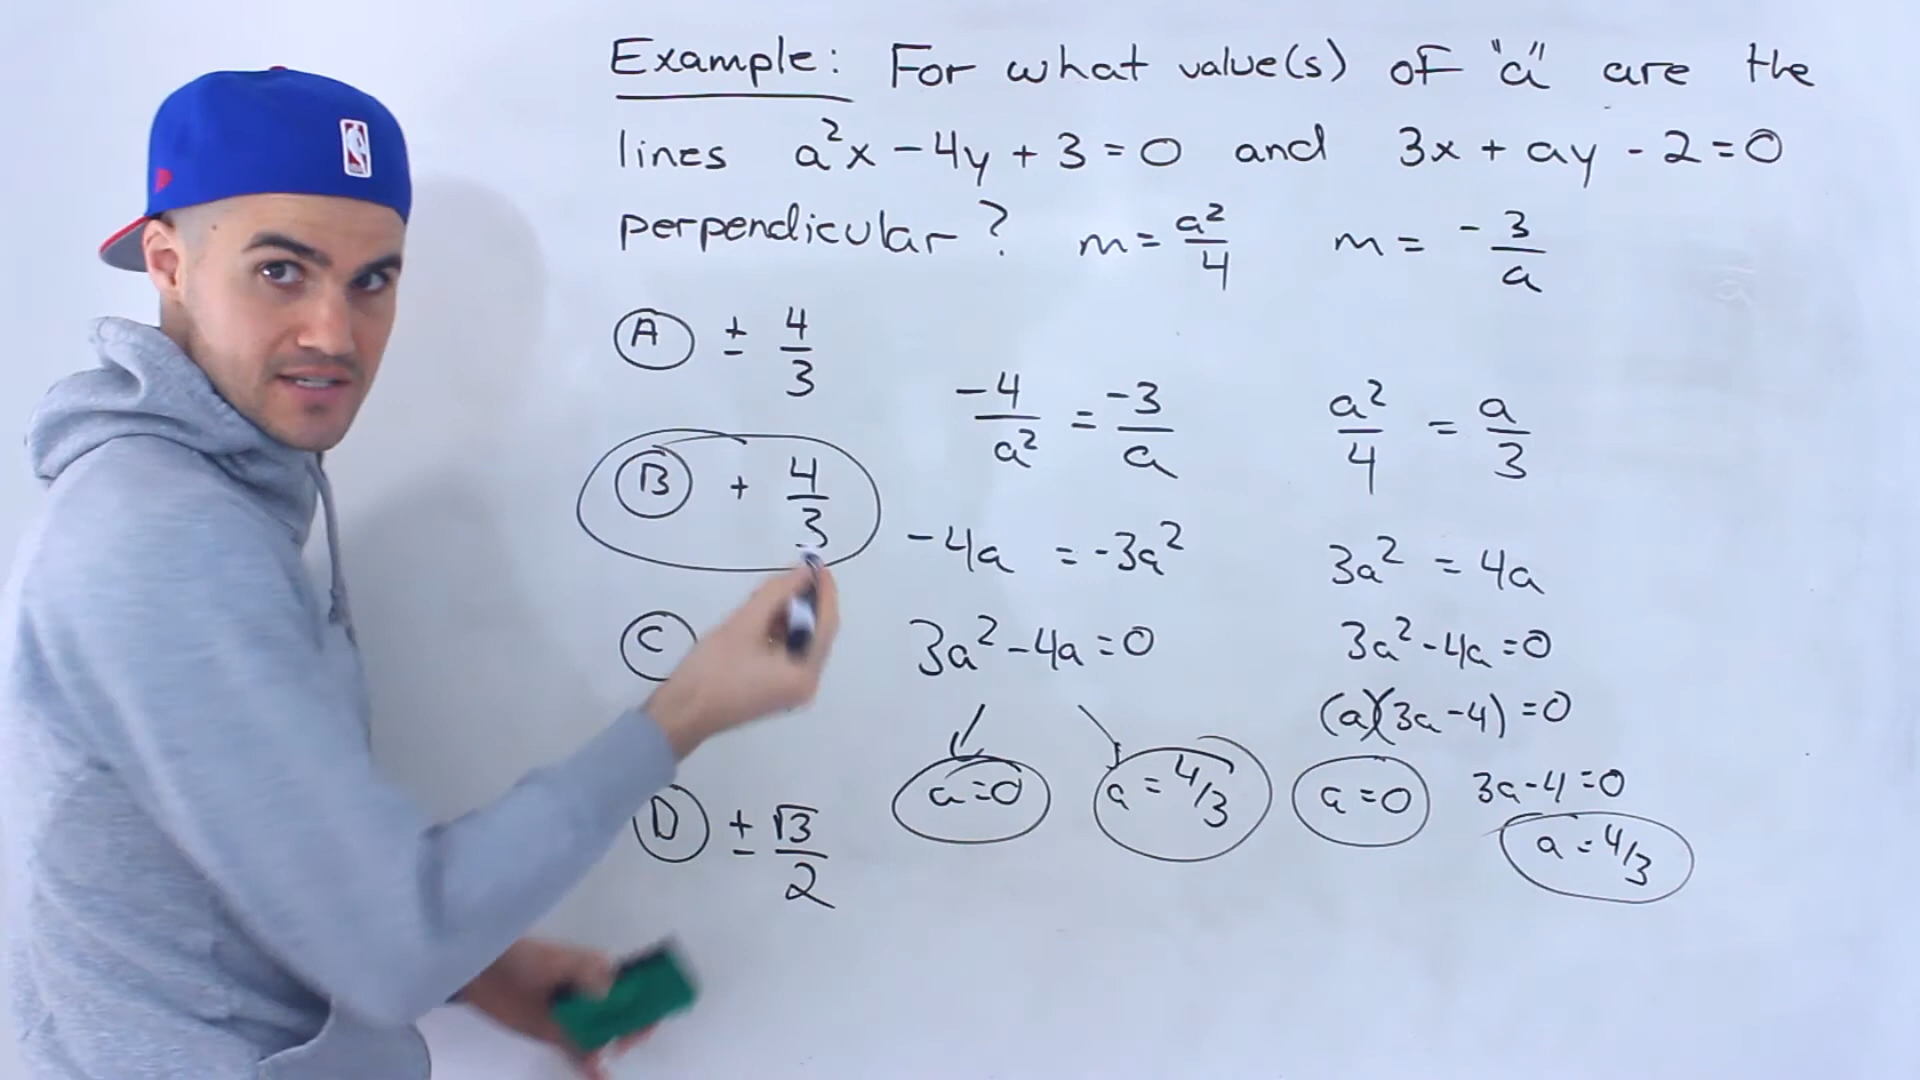 Example: For what value(s) of "a" are the
lines a²x - 4y + 3 = 0 and 3x + ay - 2 = 0
perpendicular? m = a²/4 m = - 3/a
A ± 4/3
-4/a² = -3/a a²/4 = a/3
B + 4/3
-4a = -3a² 3a² = 4a
C 3a² - 4a = 0 3a² - 4a = 0
(a)(3a - 4) = 0
a = 0 a = 4/3 a = 0 3a - 4 = 0
D ± √3/2 a = 4/3